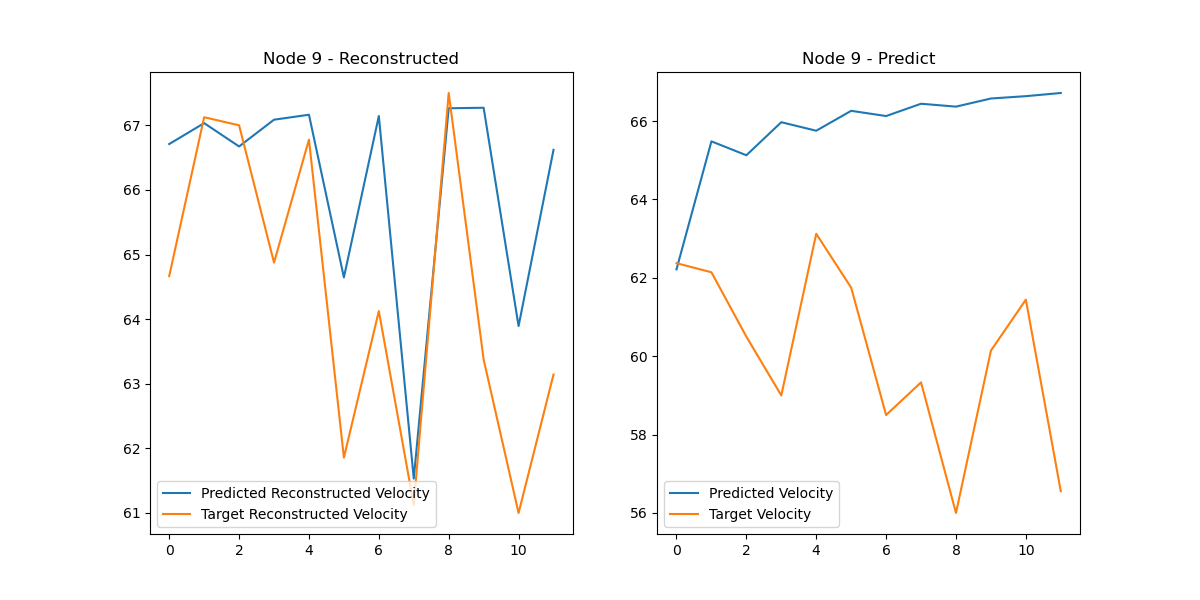 Node 9 - Reconstructed
67
66
65
64
63
62
61
Predicted Reconstructed Velocity
Target Reconstructed Velocity
0 2 4 6 8 10
Node 9 - Predict
66
64
62
60
58
56
Predicted Velocity
Target Velocity
0 2 4 6 8 10